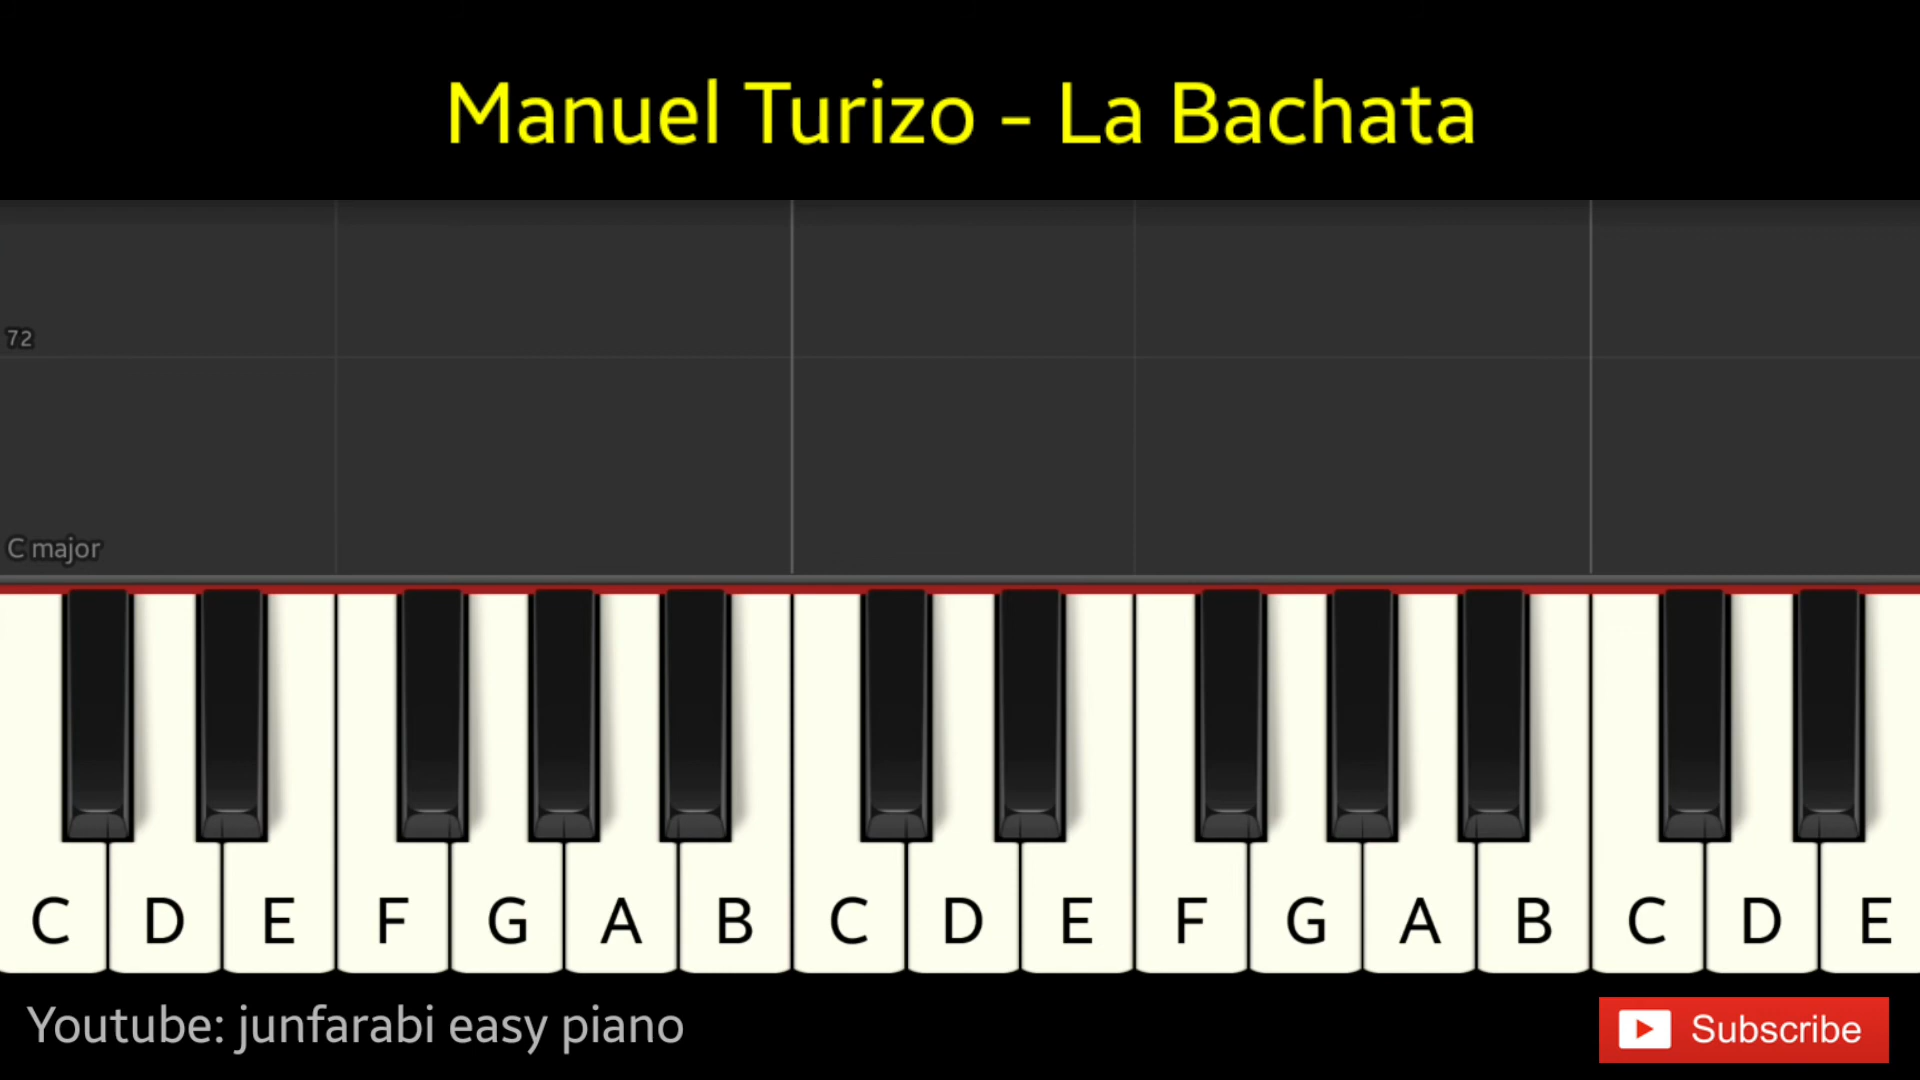 Manuel Turizo - La Bachata
72
C major
C D E F G A B C D E F G A B C D E
Youtube: junfarabi easy piano
Subscribe